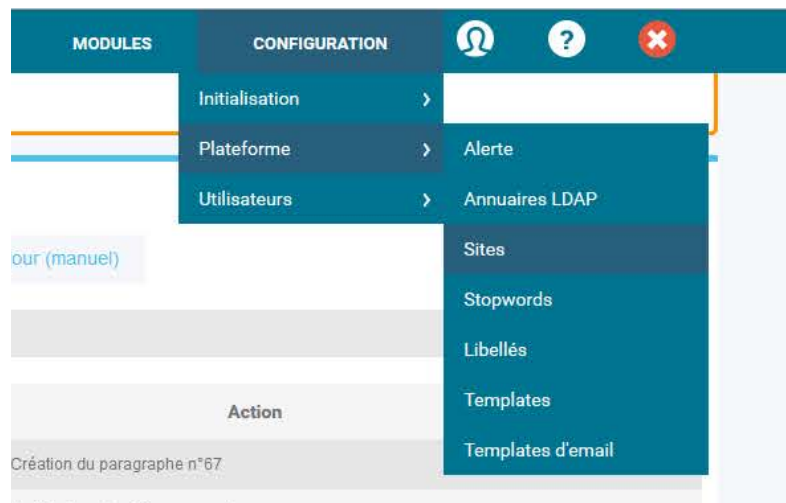 MODULES CONFIGURATION ?
Initialisation
Plateforme Alerte
Utilisateurs Annuaires LDAP
our (manuel) Sites
Stopwords
Libellés
Action Templates
Création du paragraphe n°67 Templates d'email